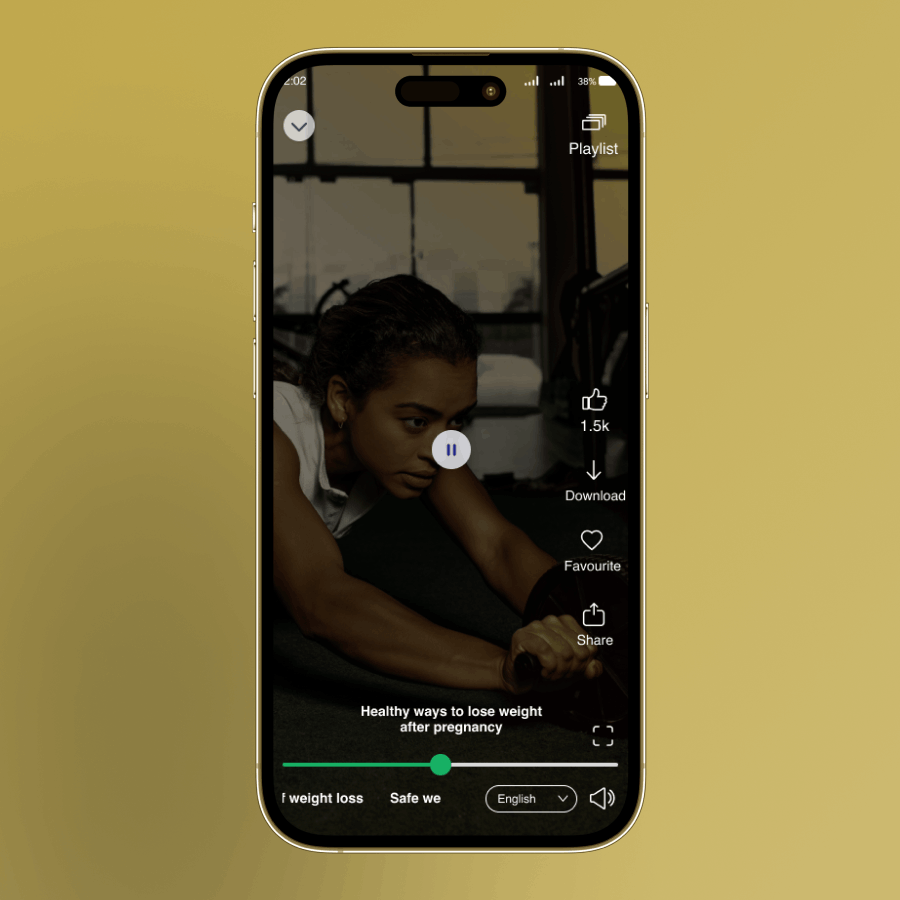 2:02
38%
Playlist
1.5k
Download
Favourite
Share
Healthy ways to lose weight
after pregnancy
f weight loss Safe we
English